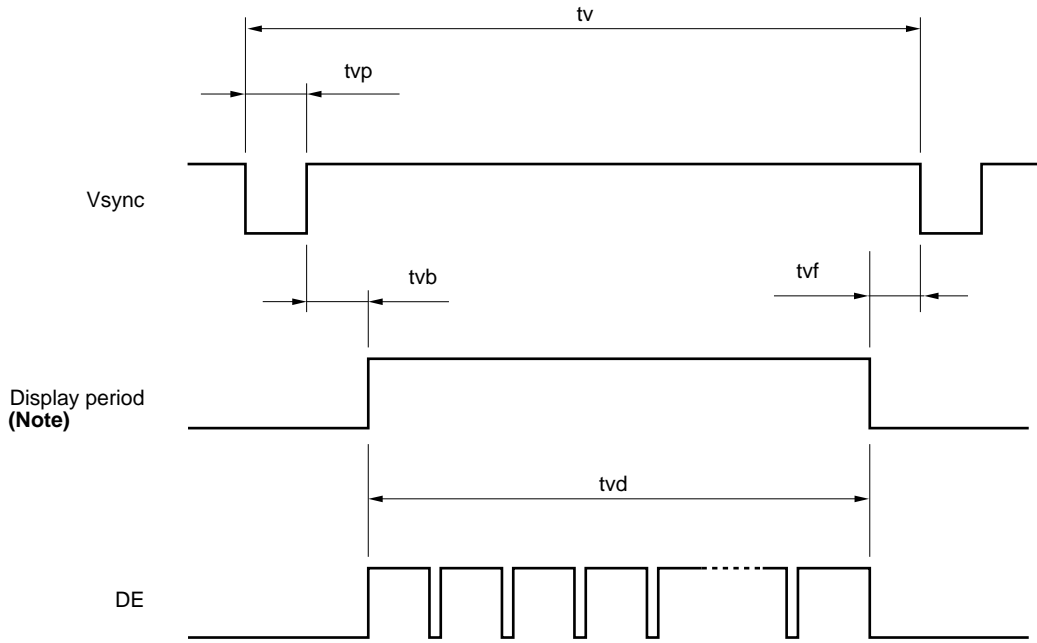 tv
tvp
Vsync
tvb
tvf
Display period
(Note)
tvd
DE